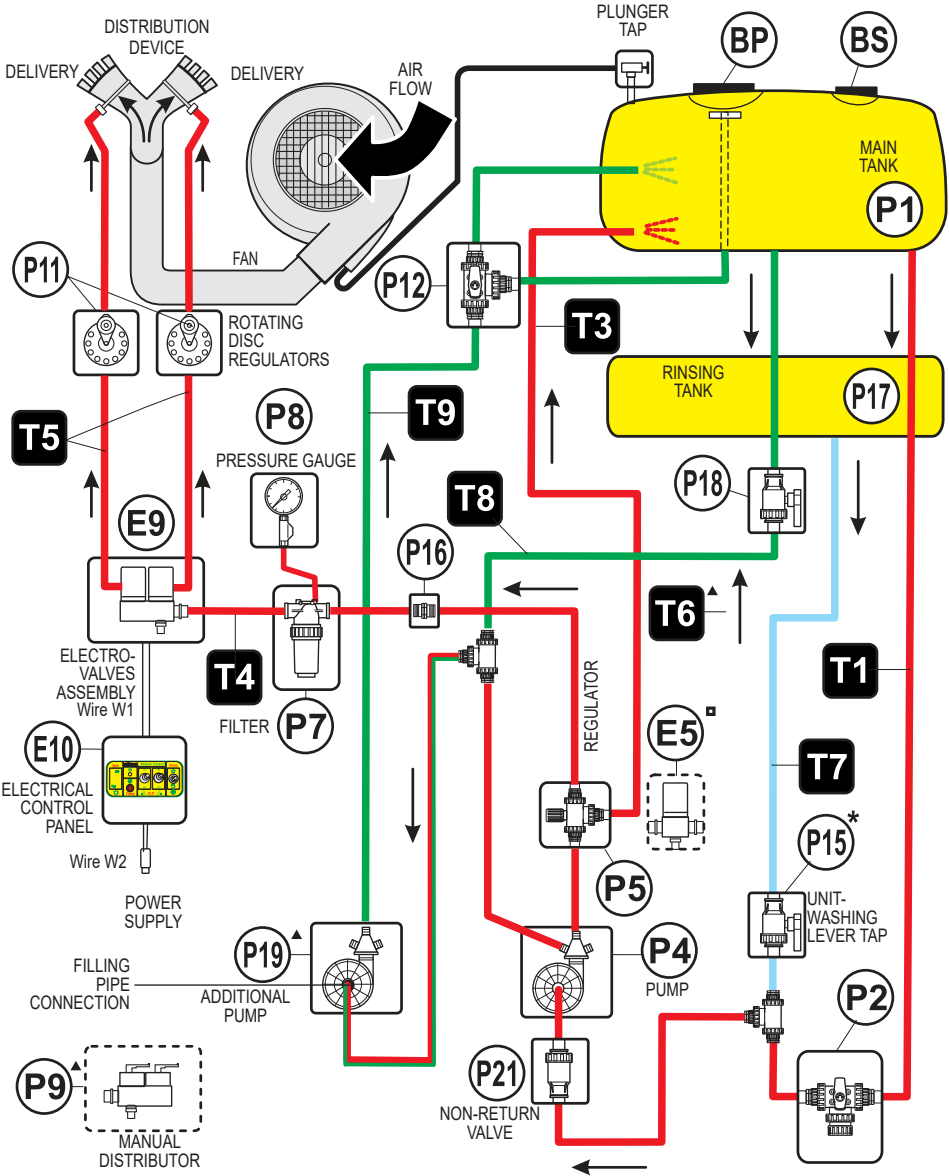 DISTRIBUTION
DEVICE
PLUNGER
TAP
BP
BS
DELIVERY
DELIVERY
AIR
FLOW
MAIN
TANK
P1
FAN
P11
P12
T3
ROTATING
DISC
REGULATORS
RINSING
TANK
P17
P8
T9
T5
PRESSURE GAUGE
T8
P18
E9
P16
T6▲
T1
T4
ELECTRO-
VALVES
ASSEMBLY
Wire W1
FILTER
P7
REGULATOR
E5
E10
T7
ELECTRICAL
CONTROL
PANEL
P15*
Wire W2
P5
UNIT-
WASHING
LEVER TAP
POWER
SUPPLY
P19▲
P4
PUMP
FILLING
PIPE
CONNECTION
ADDITIONAL
PUMP
P2
P9▲
P21
NON-RETURN
VALVE
MANUAL
DISTRIBUTOR